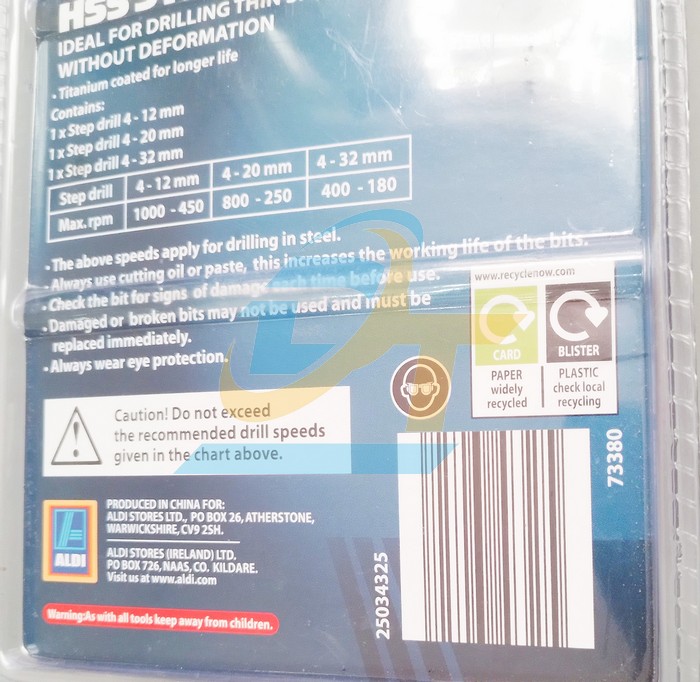 HSS
IDEAL FOR DRILLING THIN
WITHOUT DEFORMATION
• Titanium coated for longer life
Contains:
1 x Step drill 4 - 12 mm
1 x Step drill 4 - 20 mm
1 x Step drill 4 - 32 mm
Step drill 4 - 12 mm 4 - 20 mm 4 - 32 mm
Max. rpm 1000 - 450 800 - 250 400 - 180
• The above speeds apply for drilling in steel.
• Always use cutting oil or paste, this increases the working life of the bits.
• Check the bit for signs of damage each time before use.
• Damaged or broken bits may not be used and must be
replaced immediately.
• Always wear eye protection.
www.recyclenow.com
CARD BLISTER
PAPER
widely
recycled
PLASTIC
check local
recycling
Caution! Do not exceed
the recommended drill speeds
given in the chart above.
73380
25034325
ALDI
PRODUCED IN CHINA FOR:
ALDI STORES LTD., PO BOX 26, ATHERSTONE,
WARWICKSHIRE, CV9 2SH.
ALDI STORES (IRELAND) LTD.
PO BOX 726, NAAS, CO. KILDARE.
Visit us at www.aldi.com
Warning:As with all tools keep away from children.